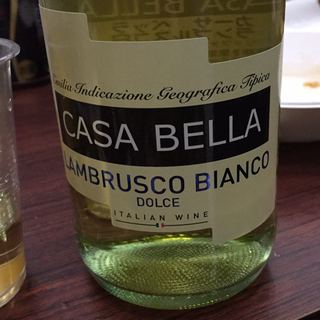 Emilia Indicazione Geografica Tipica
CASA BELLA
LAMBRUSCO BIANCO
DOLCE
ITALIAN WINE